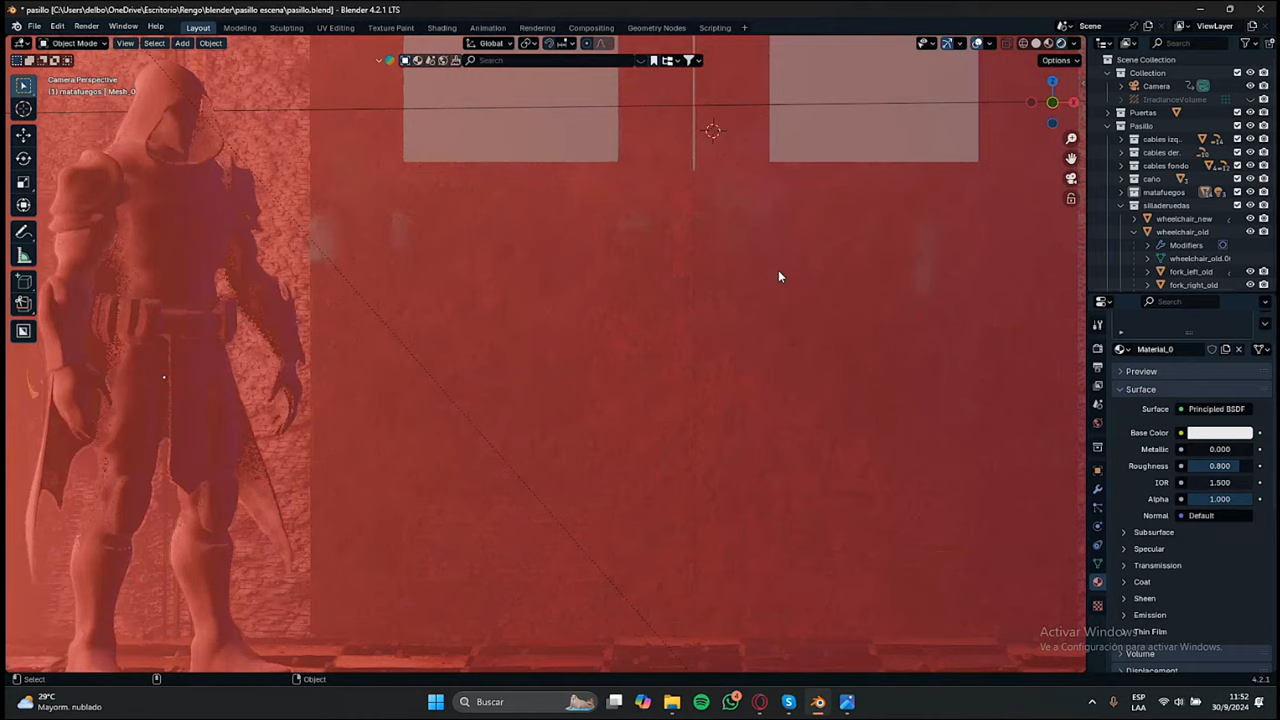 * pasillo [C:\Users\delbo\OneDrive\Escritorio\Rengo\blender\pasillo escena\pasillo.blend] - Blender 4.2.1 LTS
File Edit Render Window Help Layout Modeling Sculpting UV Editing Texture Paint Shading Animation Rendering Compositing Geometry Nodes Scripting + Scene ViewLayer
Object Mode View Select Add Object Global Search
Search Options
Camera Perspective
(1) matafuegos | Mesh_0
Z
X
Scene Collection
Collection
Camera
IrradianceVolume
Puertas
Pasillo
cables izq.
cables der.
cables fondo
caño
matafuegos
silladeruedas
wheelchair_new
wheelchair_old
Modifiers
wheelchair_old.0
fork_left_old
fork_right_old
Search
Material_0
Preview
Surface
Surface Principled BSDF
Base Color
Metallic 0.000
Roughness 0.800
IOR 1.500
Alpha 1.000
Normal Default
Subsurface
Specular
Transmission
Coat
Sheen
Emission
Thin Film
Volume
Displacement
Activar Windows
Ve a Configuración para activar Windows.
Select Object 4.2.1
29°C
Mayorm. nublado
Buscar
4
ESP
LAA
11:52
30/9/2024